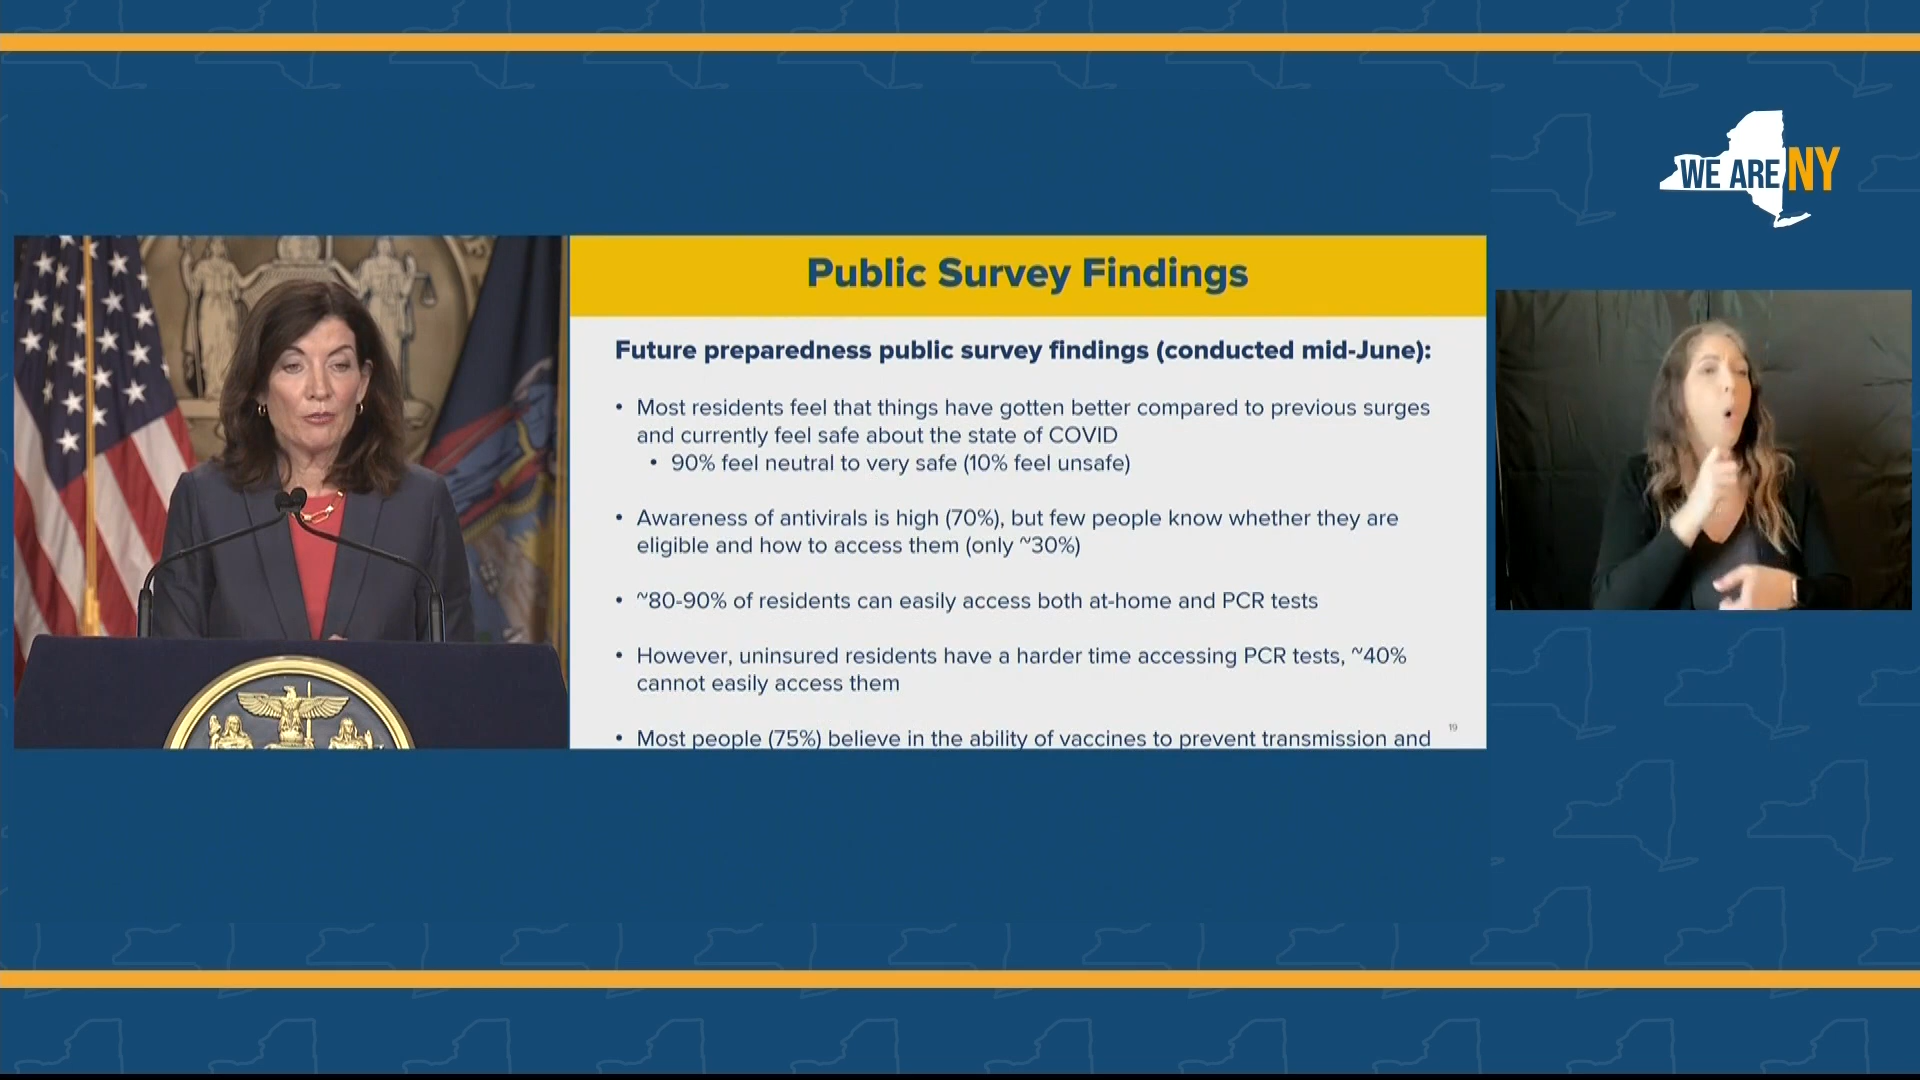 WE ARE NY
Public Survey Findings
Future preparedness public survey findings (conducted mid-June):
• Most residents feel that things have gotten better compared to previous surges
and currently feel safe about the state of COVID
• 90% feel neutral to very safe (10% feel unsafe)
• Awareness of antivirals is high (70%), but few people know whether they are
eligible and how to access them (only ~30%)
• ~80-90% of residents can easily access both at-home and PCR tests
• However, uninsured residents have a harder time accessing PCR tests, ~40%
cannot easily access them
• Most people (75%) believe in the ability of vaccines to prevent transmission and
19